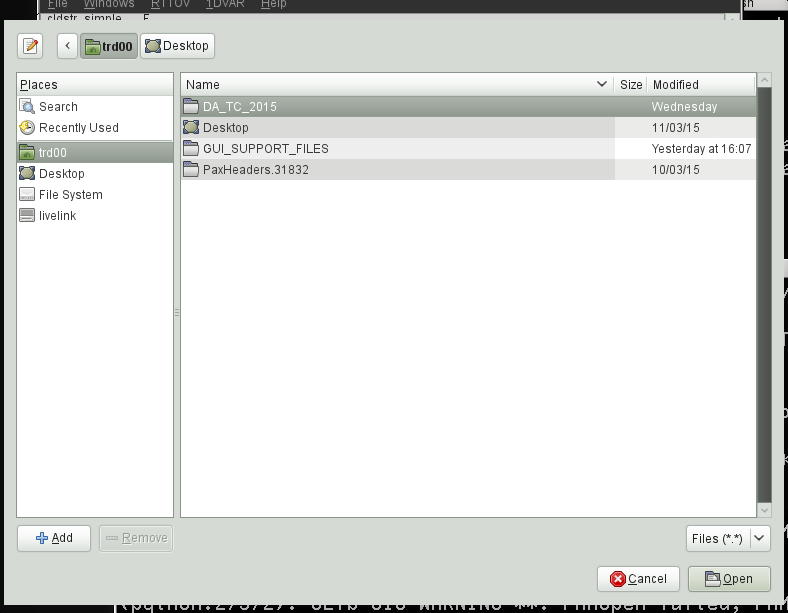 File Windows RTTOV 1DVAR Help
cldstr_simple F
trd00 Desktop
Places
Search
Recently Used
trd00
Desktop
File System
livelink
Name Size Modified
DA_TC_2015 Wednesday
Desktop 11/03/15
GUI_SUPPORT_FILES Yesterday at 16:07
PaxHeaders.31832 10/03/15
Add Remove
Files (*.*)
Cancel Open